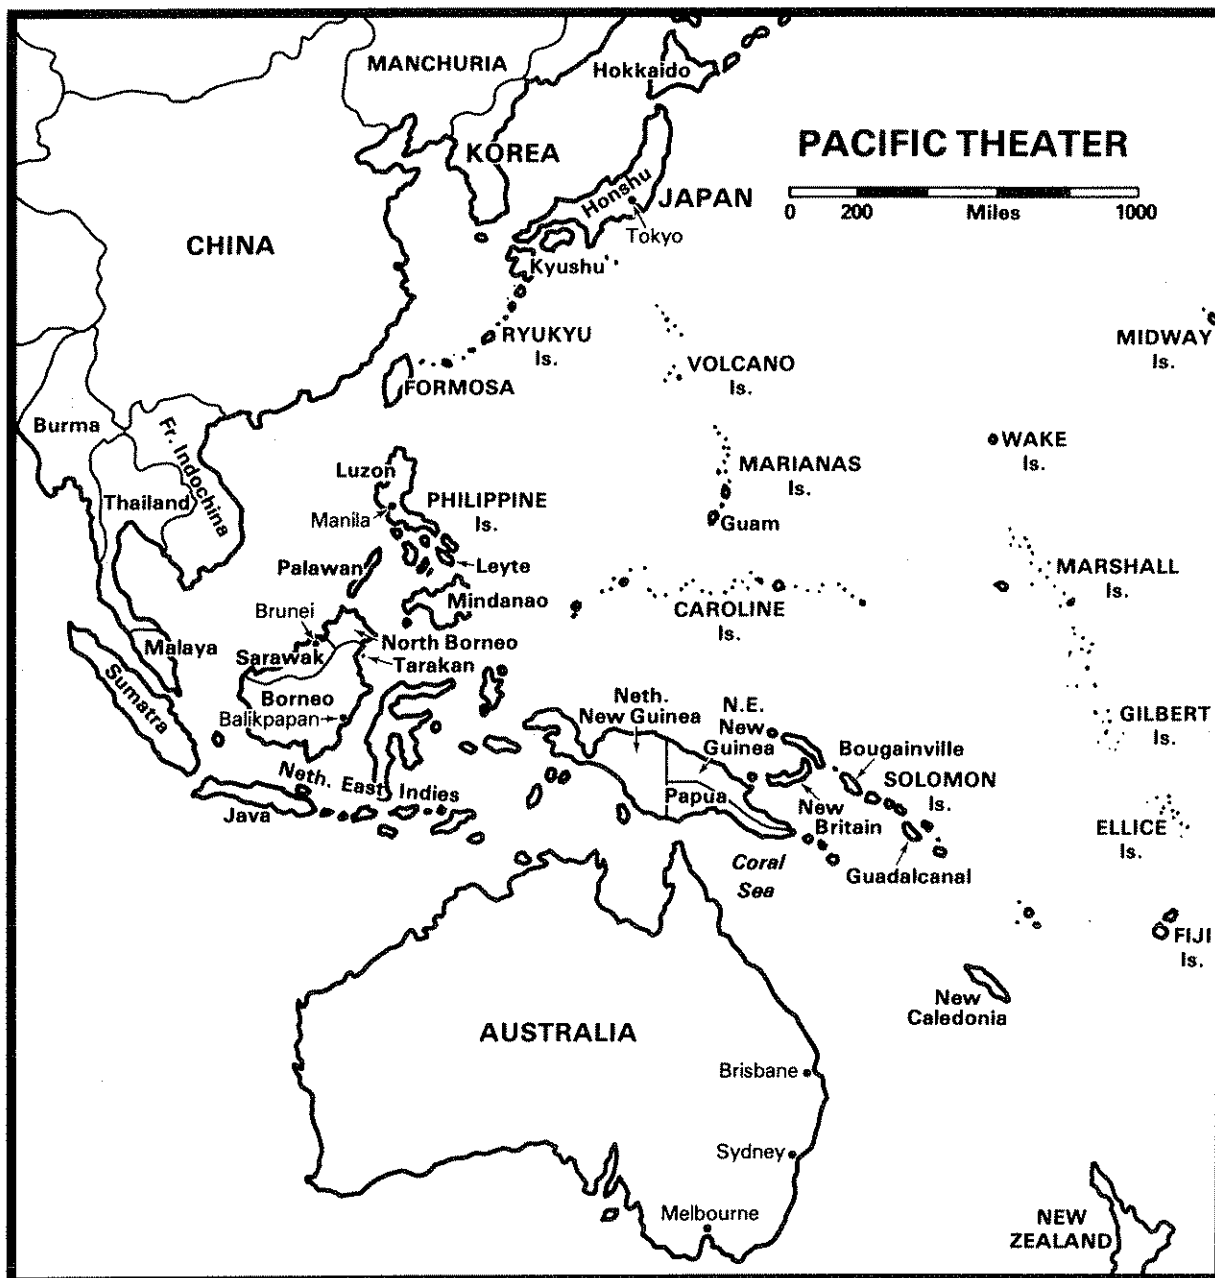 MANCHURIA
Hokkaido
PACIFIC THEATER
KOREA
Honshu
JAPAN
0 200 Miles 1000
Tokyo
CHINA
Kyushu
RYUKYU
Is.
MIDWAY
Is.
VOLCANO
Is.
FORMOSA
Burma
Fr. Indochina
WAKE
Is.
Luzon
MARIANAS
Is.
Thailand
PHILIPPINE
Is.
Manila
Guam
Palawan
Leyte
MARSHALL
Is.
Mindanao
CAROLINE
Is.
Brunei
North Borneo
Malaya
Sarawak
Tarakan
Sumatra
Borneo
Balikpapan
Neth.
New Guinea
N.E.
New
Guinea
GILBERT
Is.
Bougainville
Neth. East Indies
SOLOMON
Is.
Java
Papua
New
Britain
ELLICE
Is.
Coral
Sea
Guadalcanal
FIJI
Is.
New
Caledonia
AUSTRALIA
Brisbane
Sydney
Melbourne
NEW
ZEALAND